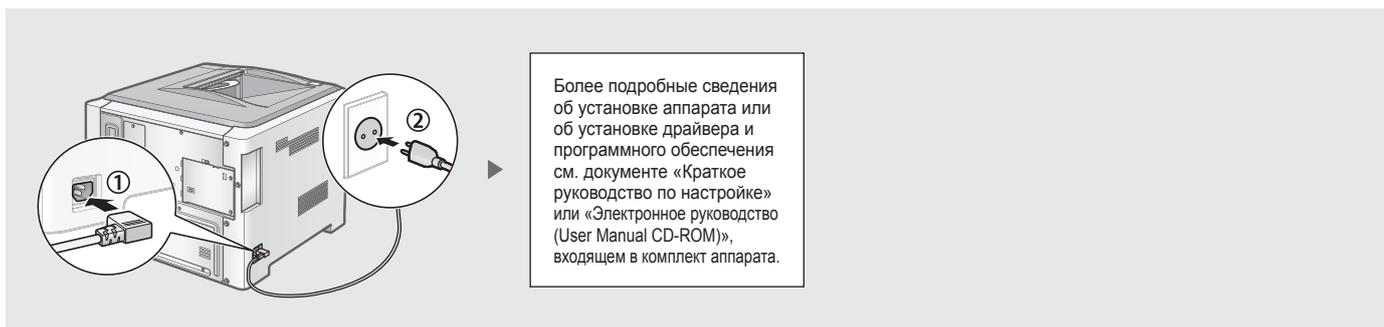 ①
②
Более подробные сведения
об установке аппарата или
об установке драйвера и
программного обеспечения
см. документе «Краткое
руководство по настройке»
или «Электронное руководство
(User Manual CD-ROM)»,
входящем в комплект аппарата.